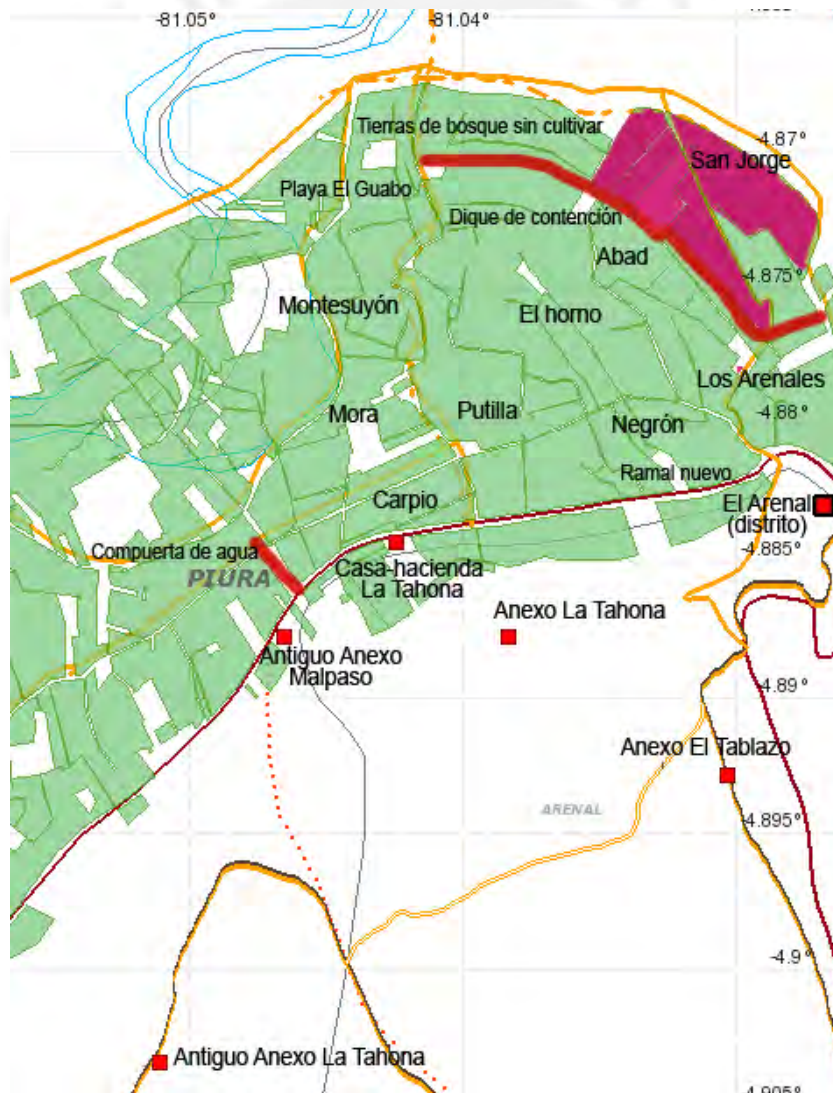 -81.05°
-81.04°
Tierras de bosque sin cultivar
-4.87°
San Jorge
Playa El Guabo
Dique de contención
Abad
-4.875°
Montesuyón
El horno
Los Arenales
Mora
Putilla
-4.88°
Negrón
Ramal nuevo
Carpio
El Arenal
(distrito)
Compuerta de agua
-4.885°
PIURA
Casa-hacienda
La Tahona
Anexo La Tahona
Antiguo Anexo
Malpaso
-4.89°
Anexo El Tablazo
ARENAL
-4.895°
-4.9°
Antiguo Anexo La Tahona
-4.905°